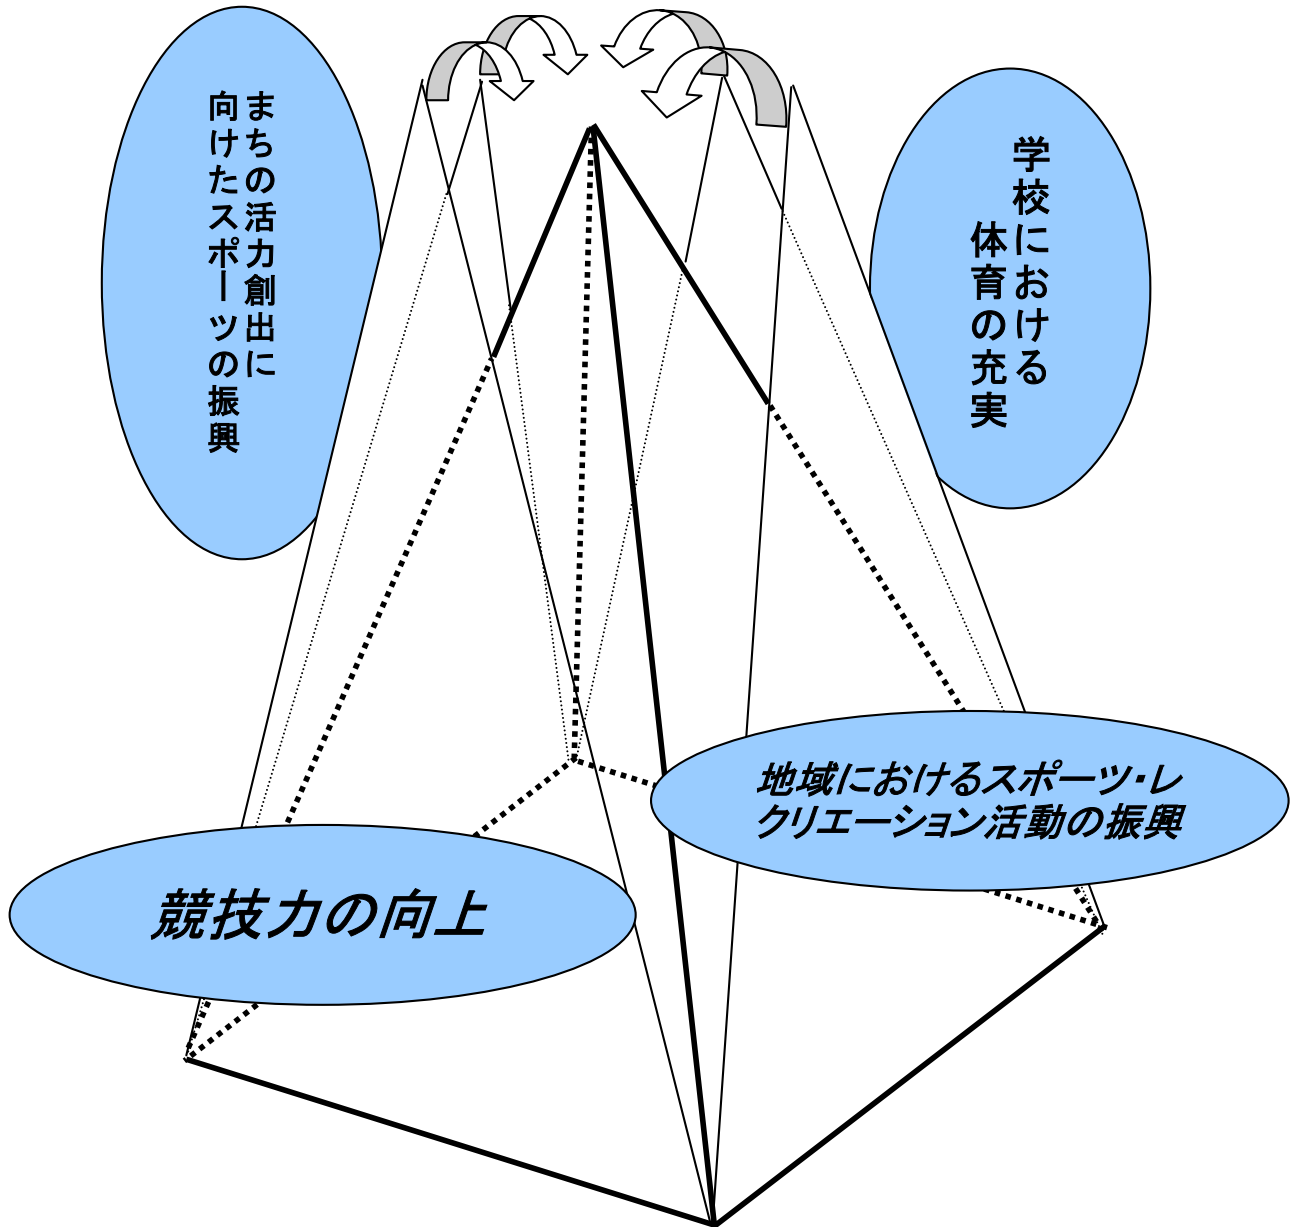 まちの活力創出に
向けたスポーツの振興
学校における
体育の充実
地域におけるスポーツ・レ
クリエーション活動の振興
競技力の向上